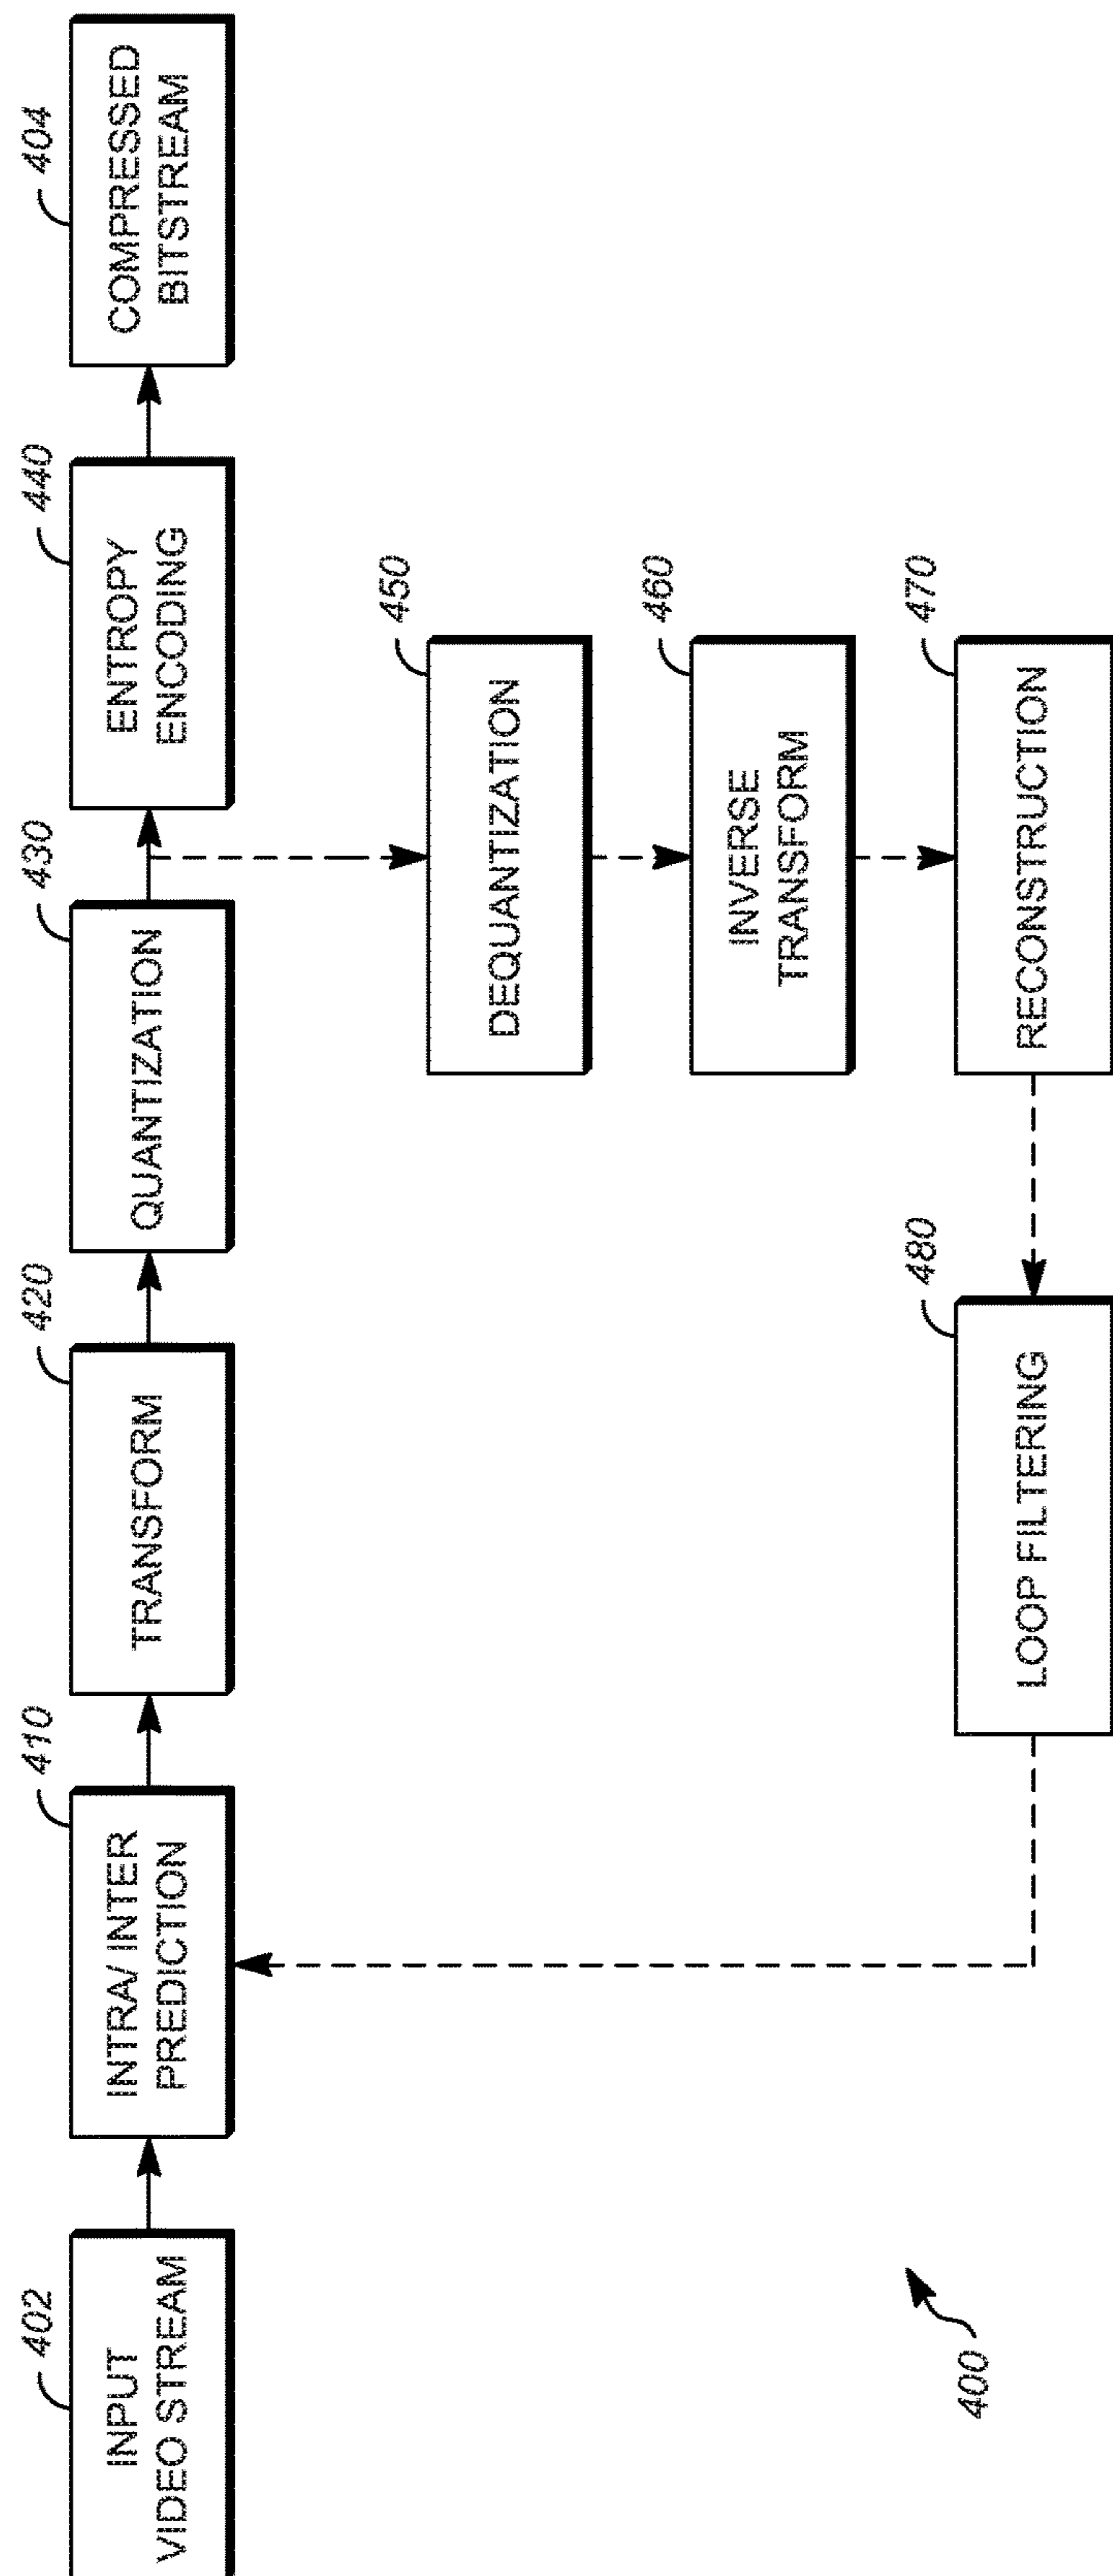 402
INPUT
VIDEO STREAM
410
INTRA/ INTER
PREDICTION
420
TRANSFORM
430
QUANTIZATION
440
ENTROPY
ENCODING
404
COMPRESSED
BITSTREAM
450
DEQUANTIZATION
460
INVERSE
TRANSFORM
470
RECONSTRUCTION
480
LOOP FILTERING
400